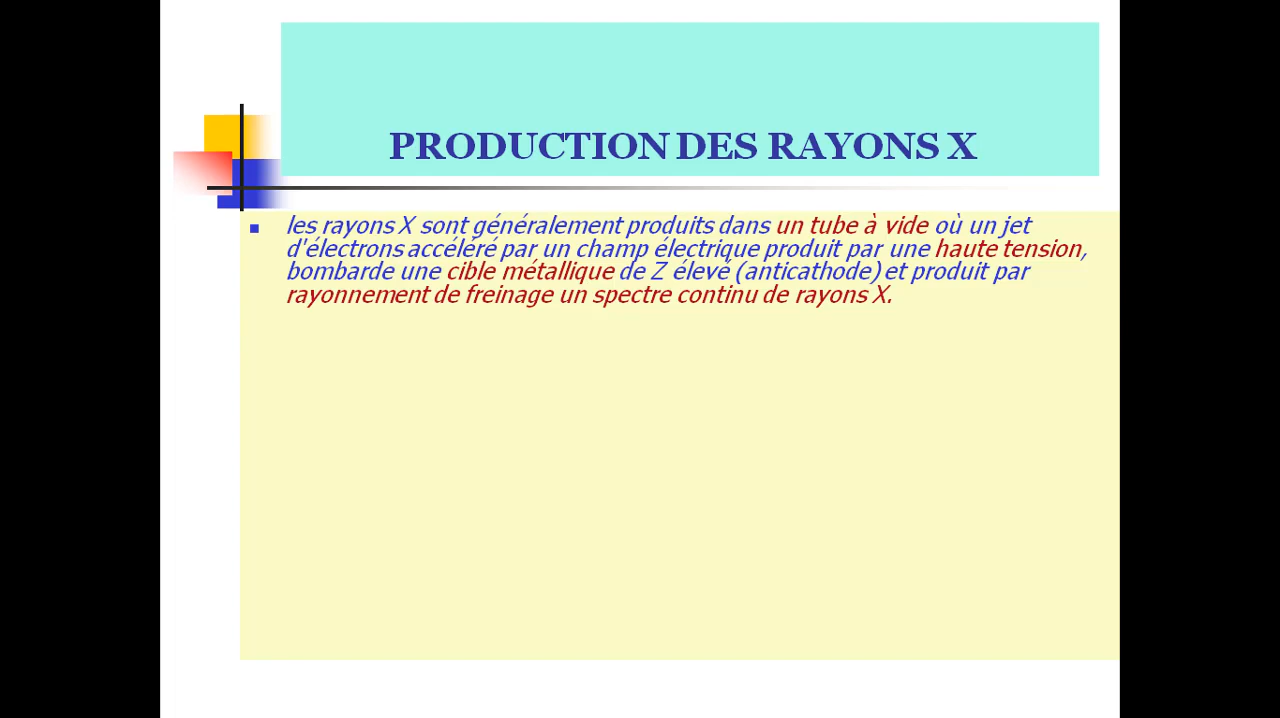 PRODUCTION DES RAYONS X
les rayons X sont généralement produits dans un tube à vide où un jet
d'électrons accéléré par un champ électrique produit par une haute tension,
bombarde une cible métallique de Z élevé (anticathode) et produit par
rayonnement de freinage un spectre continu de rayons X.